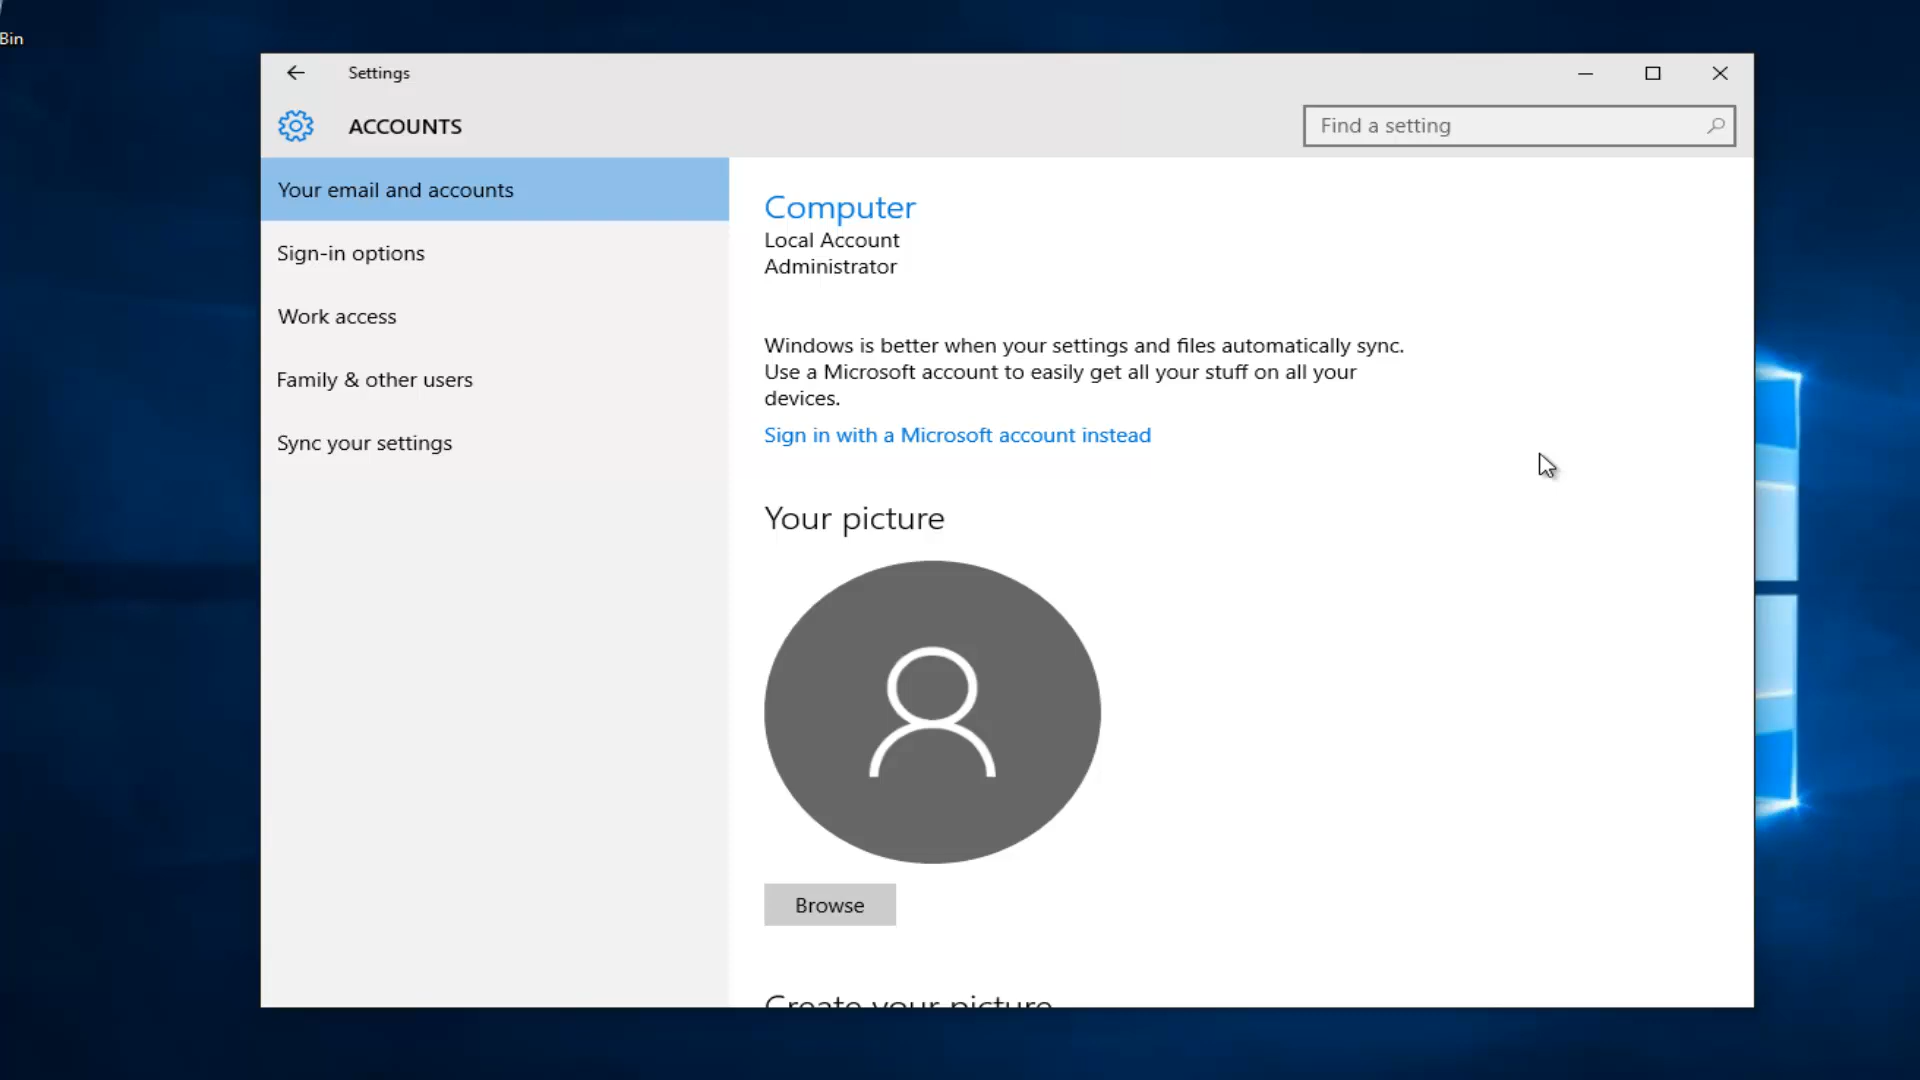 Bin
Settings
ACCOUNTS
Find a setting
Your email and accounts
Sign-in options
Work access
Family & other users
Sync your settings
Computer
Local Account
Administrator
Windows is better when your settings and files automatically sync.
Use a Microsoft account to easily get all your stuff on all your
devices.
Sign in with a Microsoft account instead
Your picture
Browse
Create your picture